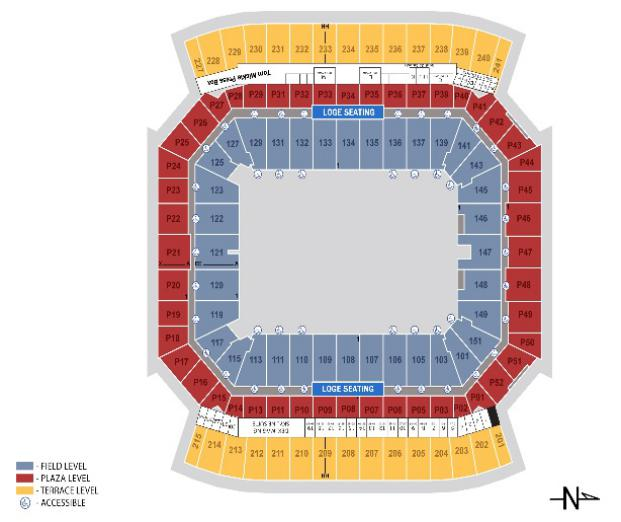 HH
227 228 229 230 231 232 233 234 235 236 237 238 239 240 241
Tom Mickle Press Box
P25 P26 P27 P28 P29 P31 P32 P33 P34 P35 P36 P37 P38 P40 P41 P42 P43
LOGE SEATING
125 127 129 131 132 133 134 135 136 137 139 141 143
1
P24 P44
P23 123 145 P45
P22 122 146 P46
P21 121 147 P47
P20 120 148 P48
P19 119 149 P49
P18 P50
1
117 115 113 111 110 109 108 107 106 105 103 101 151
LOGE SEATING
P17 P16 P15 P14 P13 P11 P10 P09 P08 P07 P06 P05 P03 P02 P01 P52 P51
215 214 213 212 211 210 209 208 207 206 205 204 203 202 201
HH
- FIELD LEVEL
- PLAZA LEVEL
- TERRACE LEVEL
- ACCESSIBLE
N